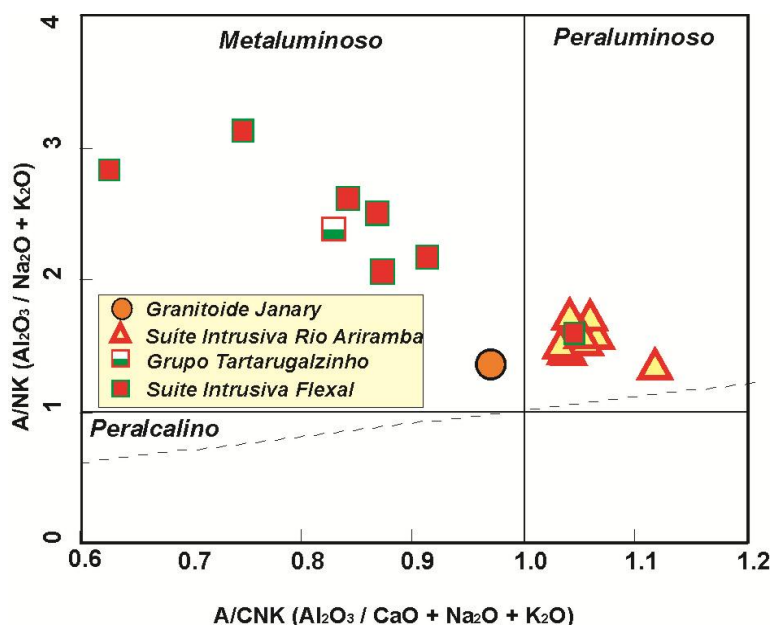 4
Metaluminoso
Peraluminoso
3
A/NK (Al₂O₃ / Na₂O + K₂O)
2
Granitoide Janary
Suíte Intrusiva Rio Ariramba
Grupo Tartarugalzinho
Suite Intrusiva Flexal
1
Peralcalino
0
0.6 0.7 0.8 0.9 1.0 1.1 1.2
A/CNK (Al₂O₃ / CaO + Na₂O + K₂O)